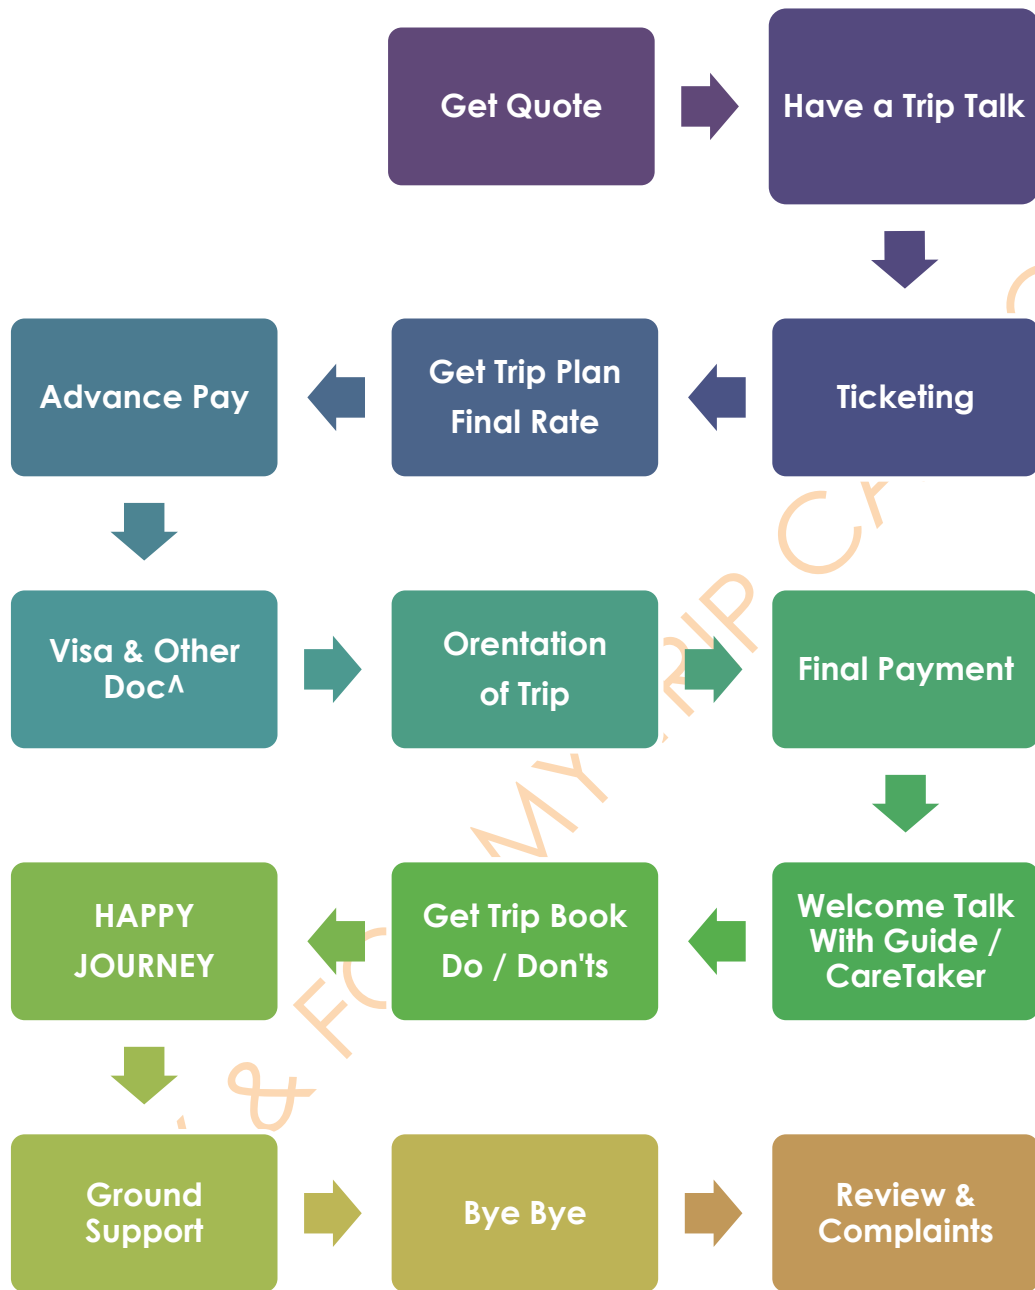 Get Quote
Have a Trip Talk
Ticketing
Get Trip Plan
Final Rate
Advance Pay
Visa & Other
Doc^
Orentation
of Trip
Final Payment
Welcome Talk
With Guide /
CareTaker
Get Trip Book
Do / Don'ts
HAPPY
JOURNEY
Ground
Support
Bye Bye
Review &
Complaints
& MY TRIP